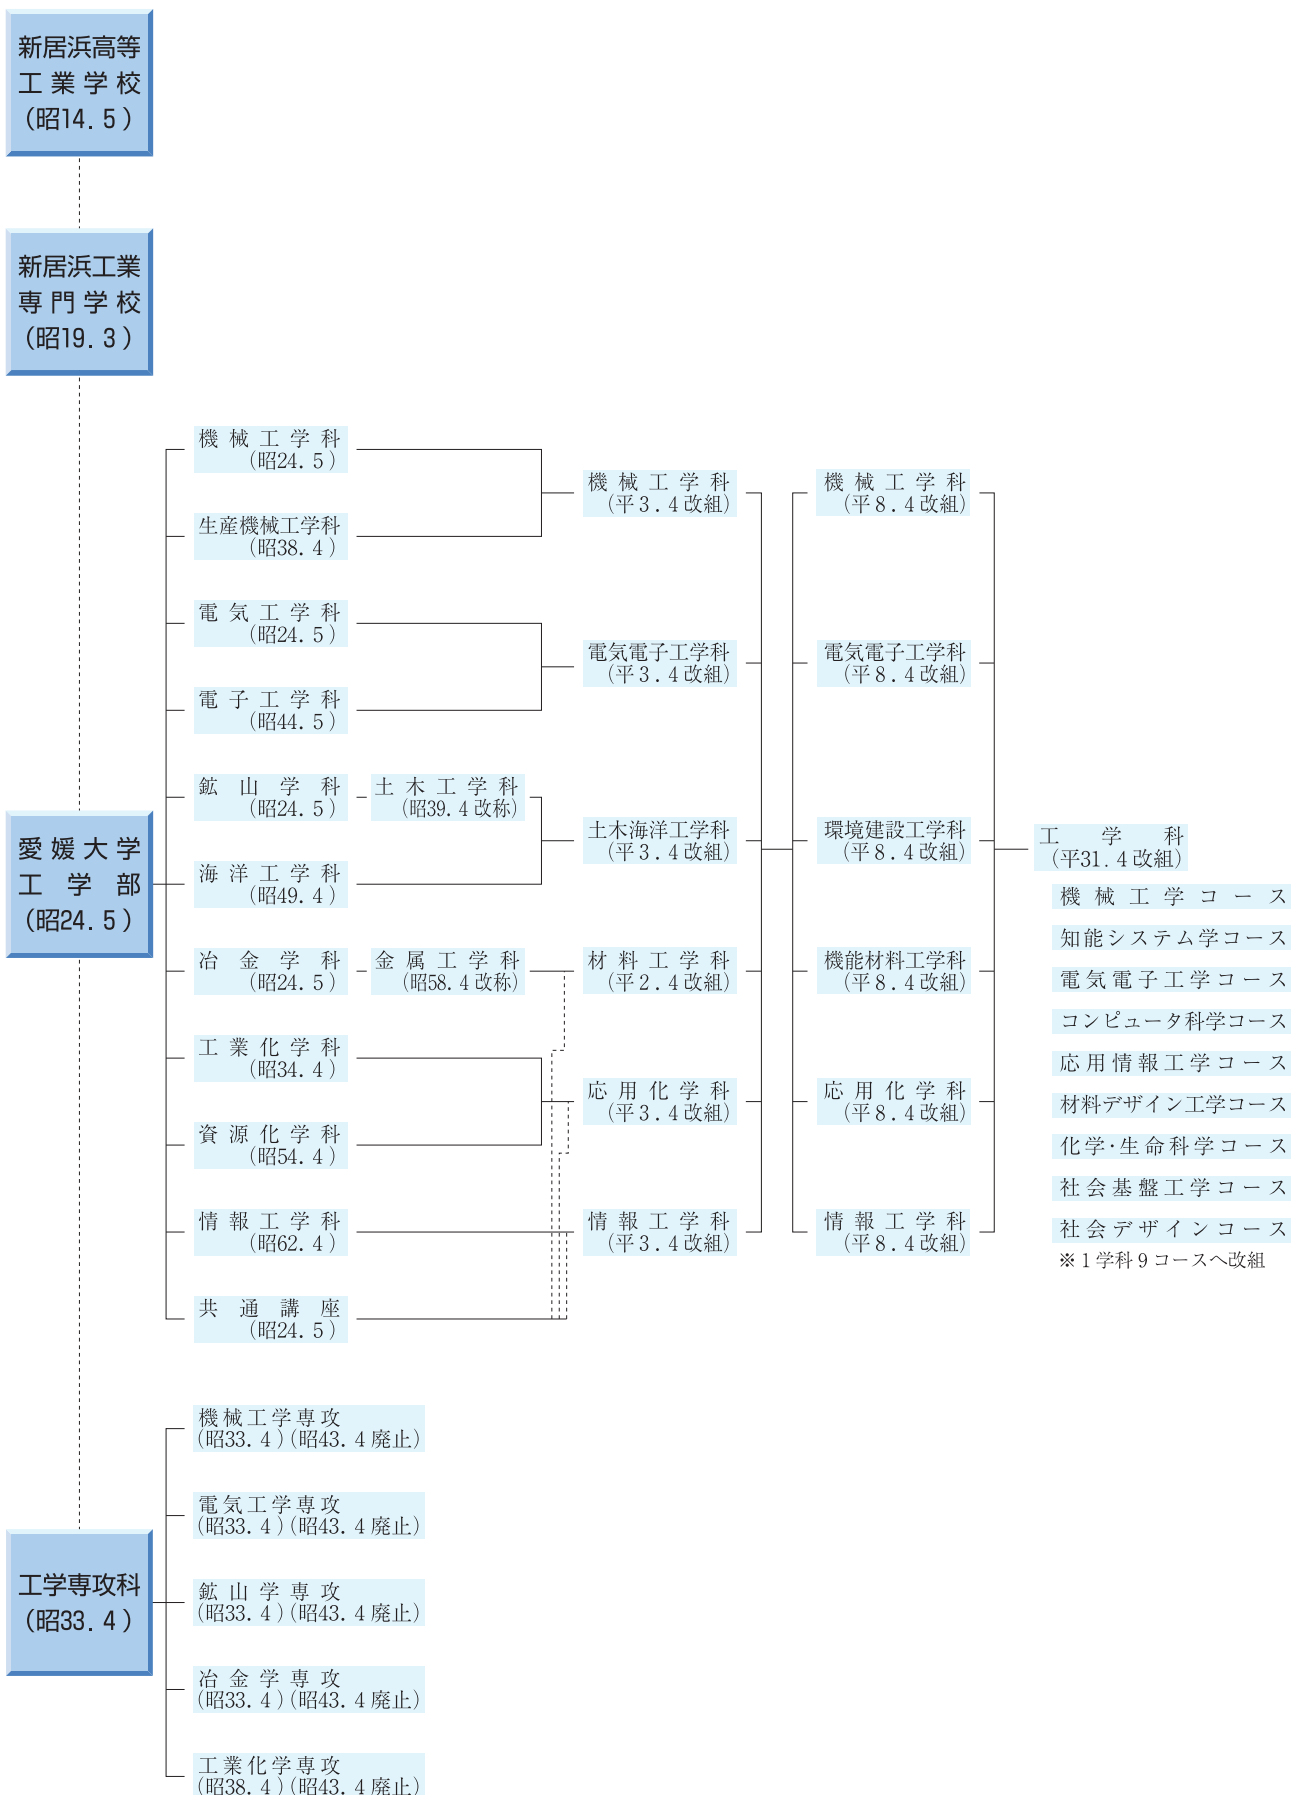 新居浜高等
工業学校
（昭14．5）
新居浜工業
専門学校
（昭19．3）
愛媛大学
工学部
（昭24．5）
機械工学科
（昭24．5）
生産機械工学科
（昭38．4）
電気工学科
（昭24．5）
電子工学科
（昭44．5）
鉱山学科
（昭24．5）
土木工学科
（昭39．4改称）
海洋工学科
（昭49．4）
冶金学科
（昭24．5）
金属工学科
（昭58．4改称）
工業化学科
（昭34．4）
資源化学科
（昭54．4）
情報工学科
（昭62．4）
共通講座
（昭24．5）
機械工学科
（平3．4改組）
電気電子工学科
（平3．4改組）
土木海洋工学科
（平3．4改組）
材料工学科
（平2．4改組）
応用化学科
（平3．4改組）
情報工学科
（平3．4改組）
機械工学科
（平8．4改組）
電気電子工学科
（平8．4改組）
環境建設工学科
（平8．4改組）
機能材料工学科
（平8．4改組）
応用化学科
（平8．4改組）
情報工学科
（平8．4改組）
工学科
（平31．4改組）
機械工学コース
知能システム学コース
電気電子工学コース
コンピュータ科学コース
応用情報工学コース
材料デザイン工学コース
化学・生命科学コース
社会基盤工学コース
社会デザインコース
※1学科9コースへ改組
工学専攻科
（昭33．4）
機械工学専攻
（昭33．4）（昭43．4廃止）
電気工学専攻
（昭33．4）（昭43．4廃止）
鉱山学専攻
（昭33．4）（昭43．4廃止）
冶金学専攻
（昭33．4）（昭43．4廃止）
工業化学専攻
（昭38．4）（昭43．4廃止）